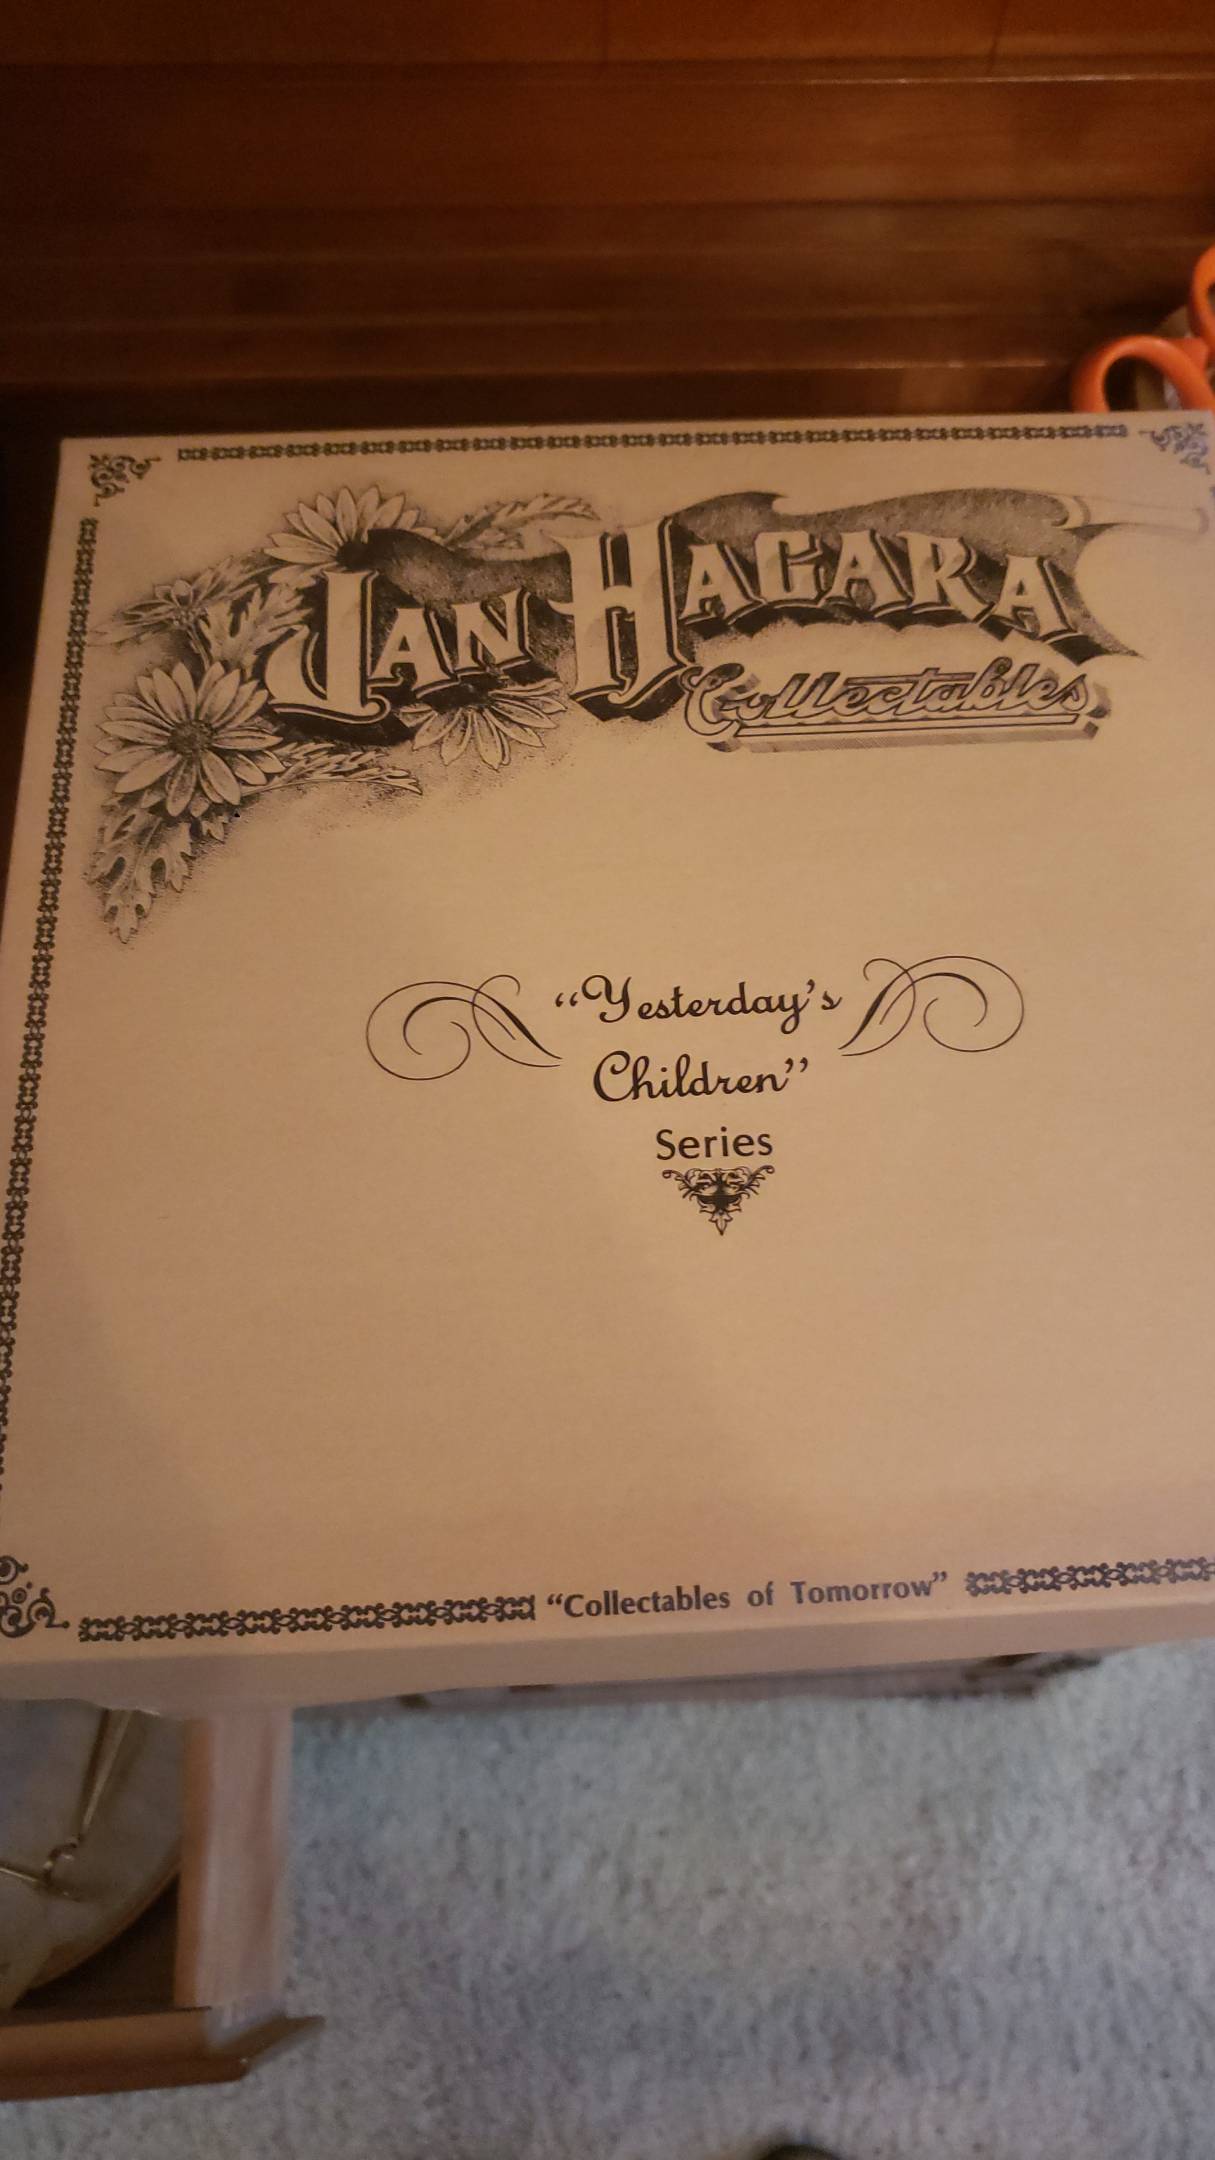 JAN HAGARA
Collectables
“Yesterday’s
Children”
Series
“Collectables of Tomorrow”